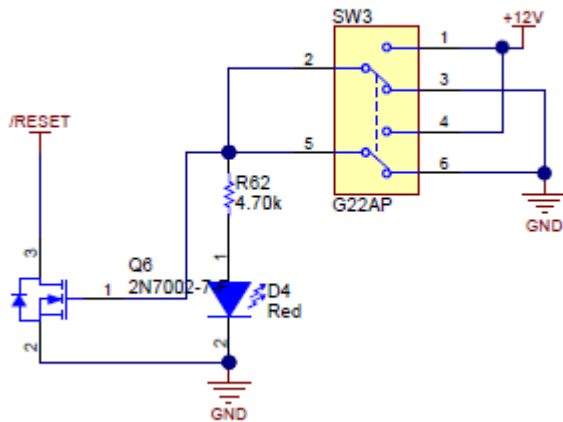 SW3
+12V
1
2
3
/RESET
4
5
6
R62
4.70k
G22AP
GND
3
1
Q6
1
2N7002-7-F
D4
Red
2
2
GND